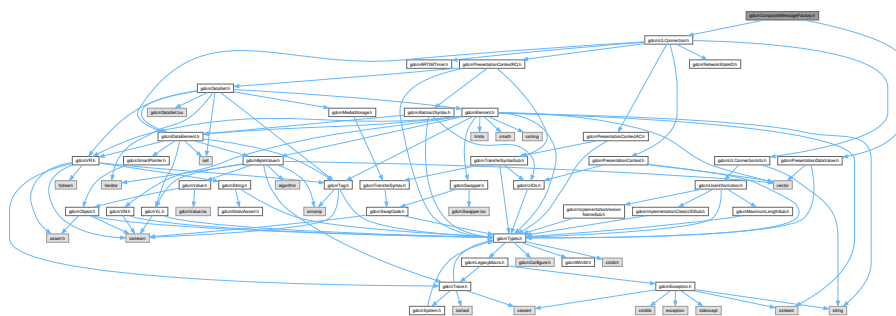 gdcmCompositeMessageFactory.h
gdcmULConnection.h
gdcmARTIMTimer.h
gdcmPresentationContextRQ.h
gdcmNetworkStateID.h
gdcmDataSet.h
gdcmDataSet.txx
gdcmMediaStorage.h
gdcmAbstractSyntax.h
gdcmElement.h
gdcmDataElement.h
limits
cmath
cstring
gdcmPresentationContextAC.h
gdcmVR.h
gdcmSmartPointer.h
set
gdcmByteValue.h
gdcmTransferSyntaxSub.h
gdcmPresentationContext.h
gdcmULConnectionInfo.h
gdcmPresentationDataValue.h
fstream
iterator
gdcmValue.h
gdcmString.h
algorithm
gdcmTag.h
gdcmTransferSyntax.h
gdcmSwapper.h
gdcmUIDs.h
gdcmUserInformation.h
vector
gdcmObject.h
gdcmVM.h
gdcmVL.h
gdcmValue.txx
gdcmStaticAssert.h
iomanip
gdcmSwapCode.h
gdcmSwapper.txx
gdcmImplementationVersion
NameSub.h
gdcmImplementationClassUIDSub.h
gdcmMaximumLengthSub.h
assert.h
iostream
gdcmTypes.h
gdcmLegacyMacro.h
gdcmConfigure.h
gdcmWin32.h
cstdint
gdcmTrace.h
gdcmException.h
gdcmSystem.h
iosfwd
cassert
cstdlib
exception
stdexcept
sstream
string